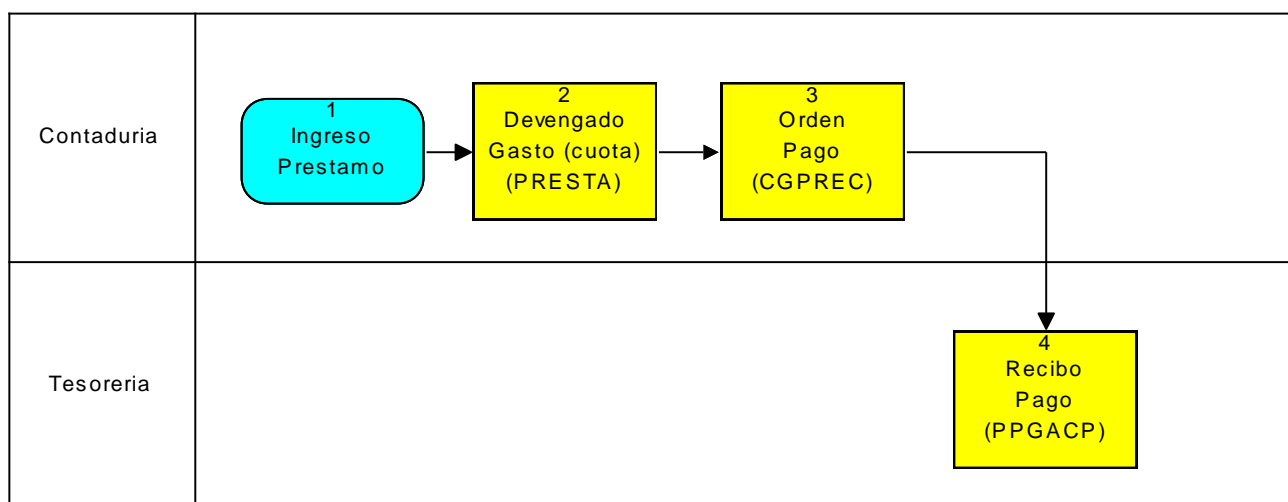 Contaduria
1
Ingreso
Prestamo
2
Devengado
Gasto (cuota)
(PRESTA)
3
Orden
Pago
(CGPREC)
Tesoreria
4
Recibo
Pago
(PPGACP)